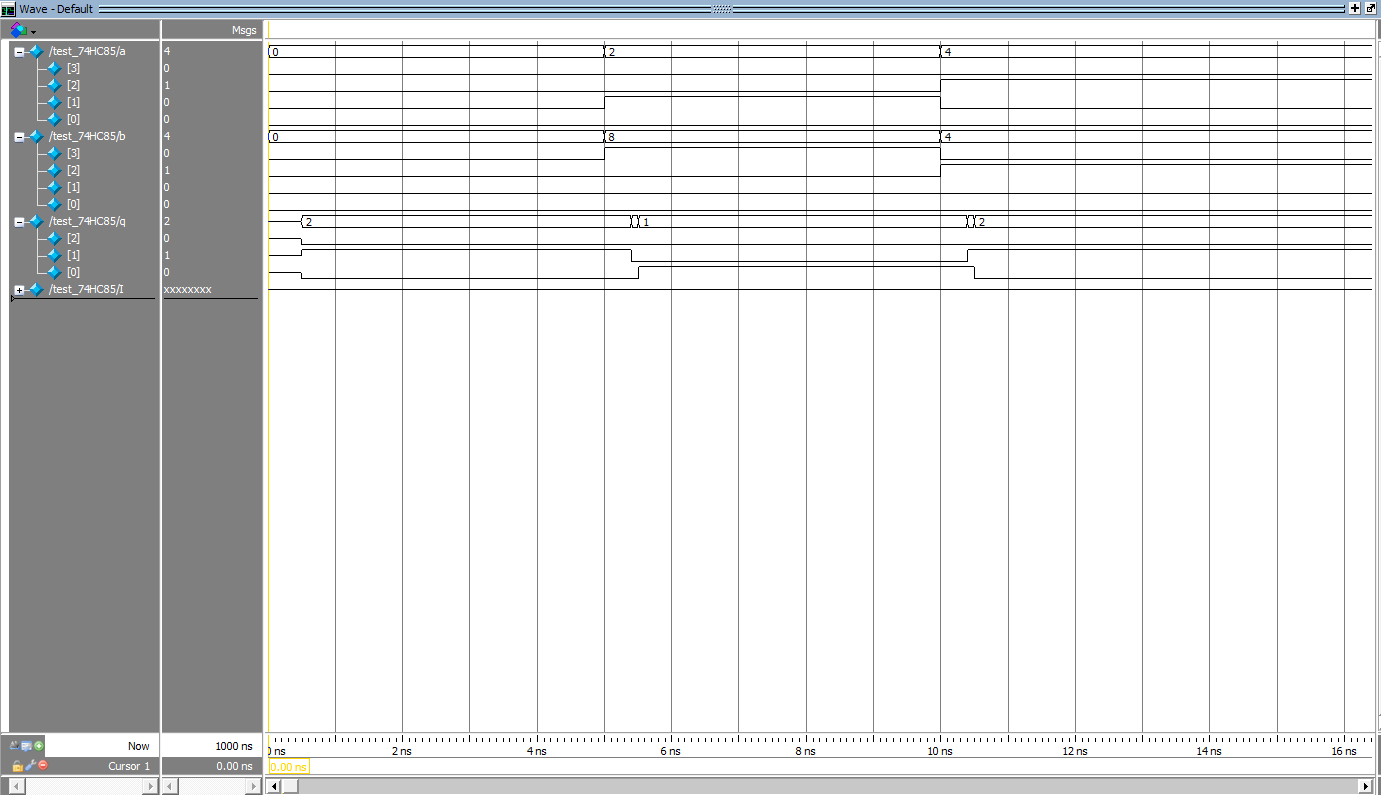 Wave - Default
Msgs
/test_74HC85/a 4 0 2 4
[3] 0
[2] 1
[1] 0
[0] 0
/test_74HC85/b 4 0 8 4
[3] 0
[2] 1
[1] 0
[0] 0
/test_74HC85/q 2 2 1 2
[2] 0
[1] 1
[0] 0
/test_74HC85/I xxxxxxxx
Now 1000 ns 0 ns 2 ns 4 ns 6 ns 8 ns 10 ns 12 ns 14 ns 16 ns
Cursor 1 0.00 ns 0.00 ns